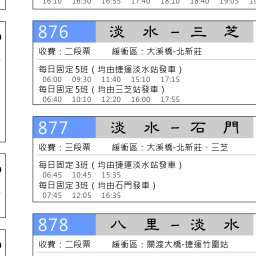 876 淡水－三芝
收費：二段票 緩衝區：大溪橋-北新莊
每日固定 5班（均由捷運淡水站發車）
06:00 09:30 11:40 15:10 17:15
每日固定 5班（均由三芝站發車）
06:40 10:10 12:20 16:00 17:55
877 淡水－石門
收費：三段票 緩衝區：大溪橋-北新莊、三芝
每日固定 3班（均由捷運淡水站發車）
06:45 10:45 15:35
每日固定 3班（均由石門發車）
07:45 12:05 16:35
878 八里－淡水
收費：二段票 緩衝區：關渡大橋-捷運竹圍站